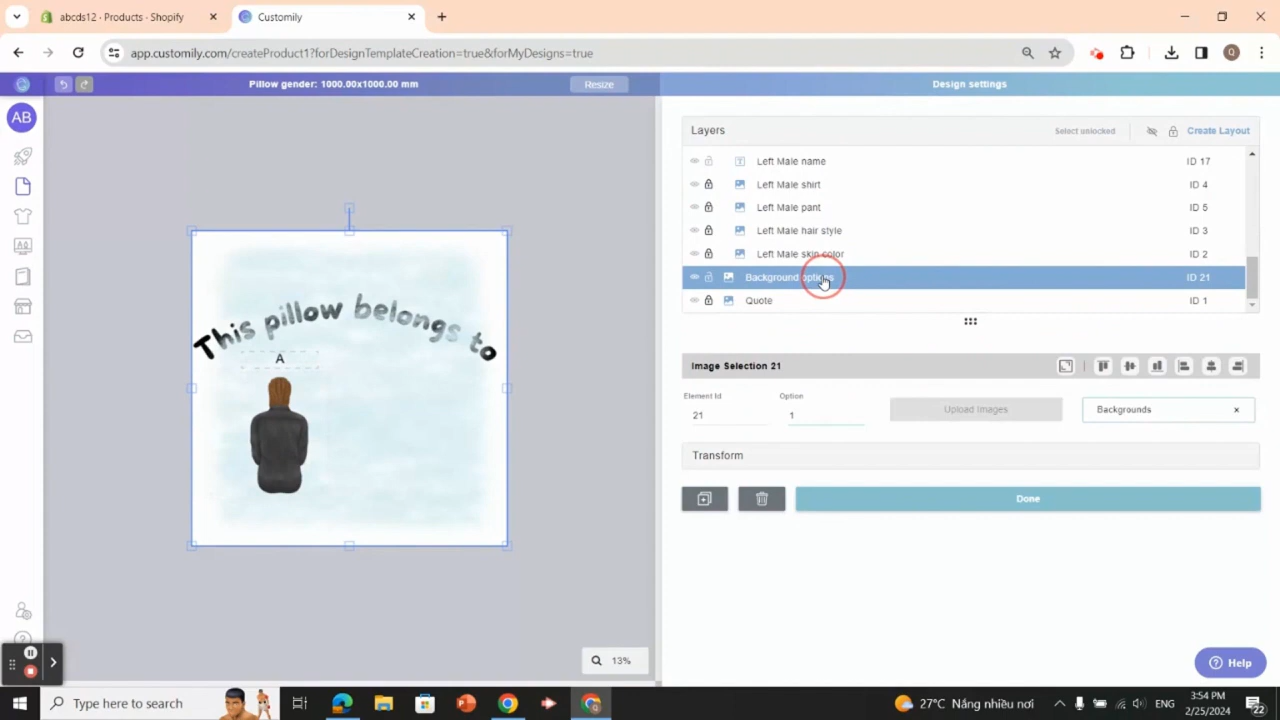 abcds12 · Products · Shopify
Customily
app.customily.com/createProduct1?forDesignTemplateCreation=true&forMyDesigns=true
Q
Pillow gender: 1000.00x1000.00 mm
Resize
Design settings
AB
Layers
Select unlocked
Create Layout
Left Male name
ID 17
Left Male shirt
ID 4
Left Male pant
ID 5
Left Male hair style
ID 3
Left Male skin color
ID 2
Background options
ID 21
Quote
ID 1
This pillow belongs to
A
Image Selection 21
Element Id
Option
21
1
Upload Images
Backgrounds
Transform
Done
13%
Help
Type here to search
27°C Nắng nhiều nơi
ENG
3:54 PM
2/25/2024
22